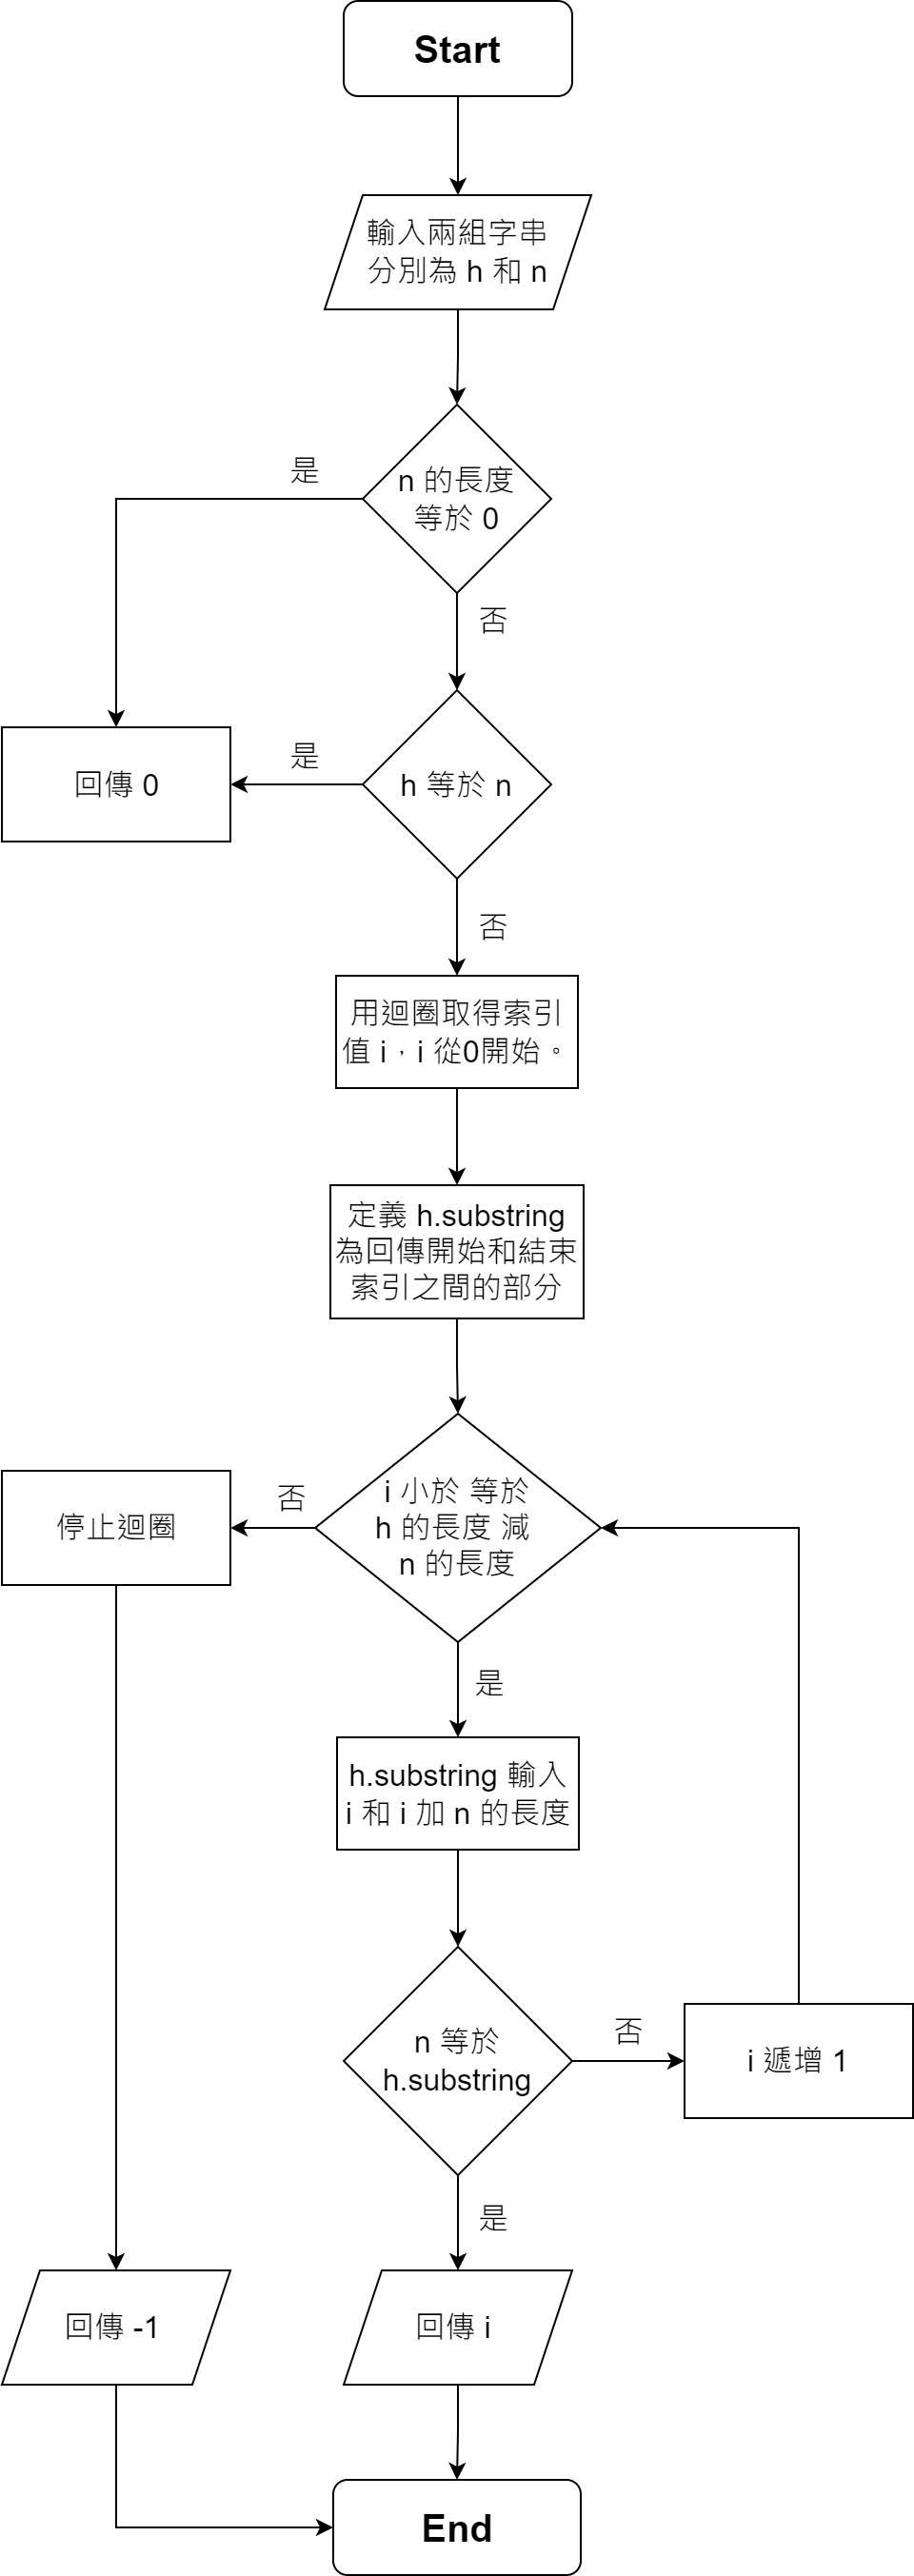 Start
輸入兩組字串
分別為 h 和 n
是
n 的長度
等於 0
否
是
回傳 0
h 等於 n
否
用迴圈取得索引
值 i，i 從0開始。
定義 h.substring
為回傳開始和結束
索引之間的部分
否
i 小於 等於
h 的長度 減
n 的長度
停止迴圈
是
h.substring 輸入
i 和 i 加 n 的長度
n 等於
h.substring
否
i 遞增 1
是
回傳 -1
回傳 i
End